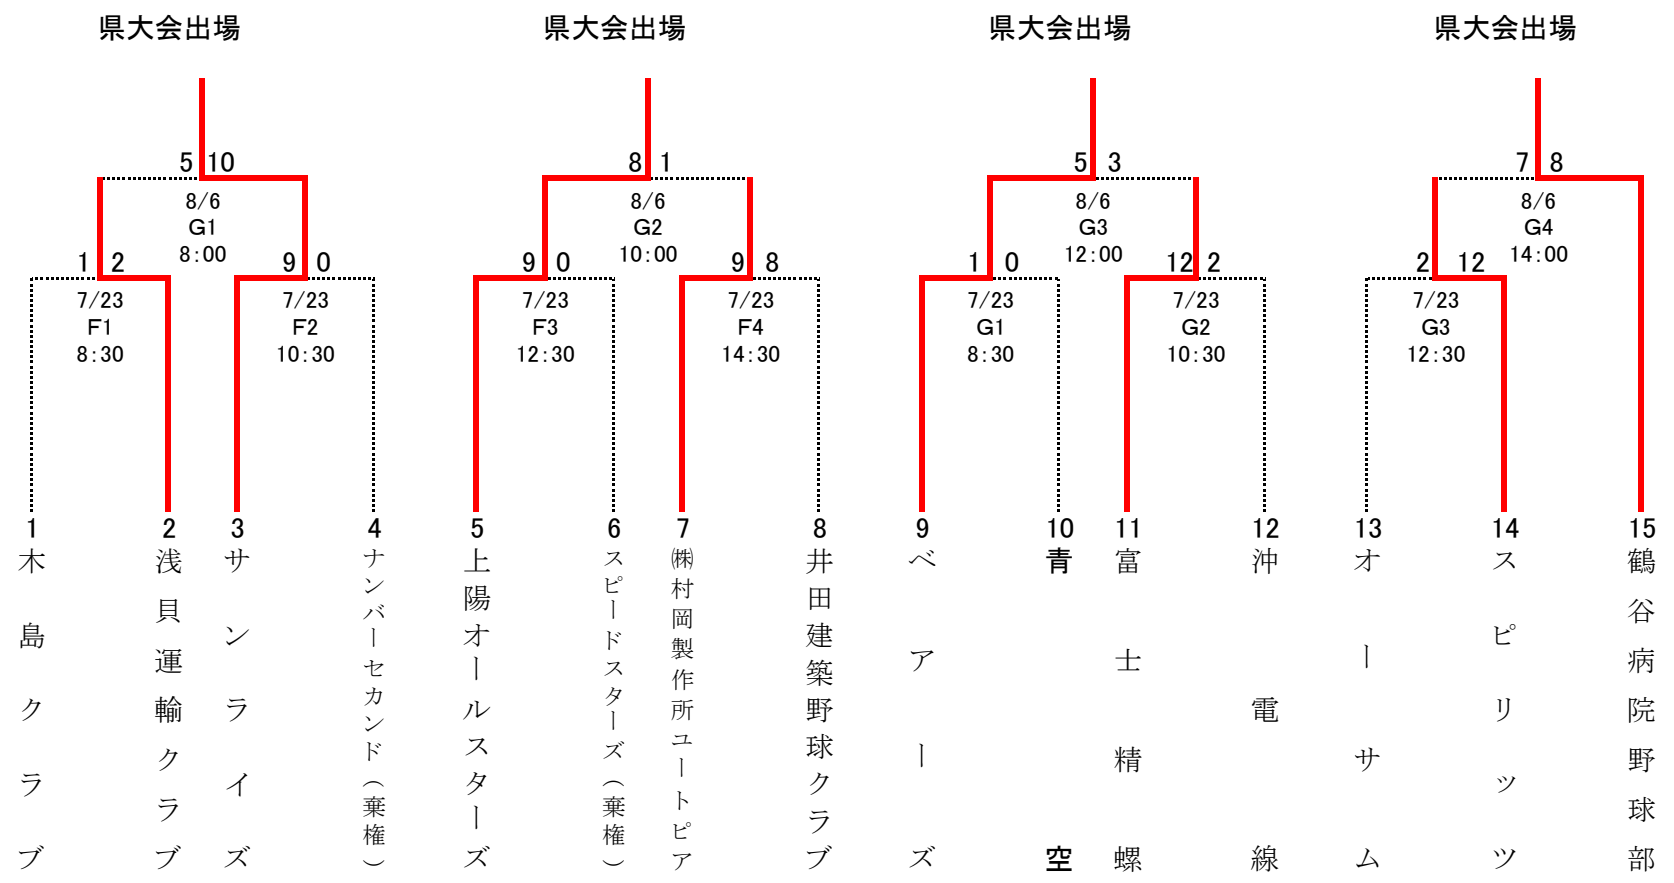 県大会出場 県大会出場 県大会出場 県大会出場
5 10 8 1 5 3 7 8
8/6 8/6 8/6 8/6
G1 G2 G3 G4
8:00 10:00 12:00 14:00
1 2 9 0 9 0 9 8 1 0 12 2 2 12
7/23 7/23 7/23 7/23 7/23 7/23 7/23
F1 F2 F3 F4 G1 G2 G3
8:30 10:30 12:30 14:30 8:30 10:30 12:30
1 2 3 4 5 6 7 8 9 10 11 12 13 14 15
木島クラブ
浅貝運輸クラブ
サンライズ
ナンバーセカンド(棄権)
上陽オールスターズ
スピードスターズ(棄権)
㈱村岡製作所ユートピア
井田建築野球クラブ
ベアーズ
青空
富士精螺
沖電線
オーサム
スピリッツ
鶴谷病院野球部